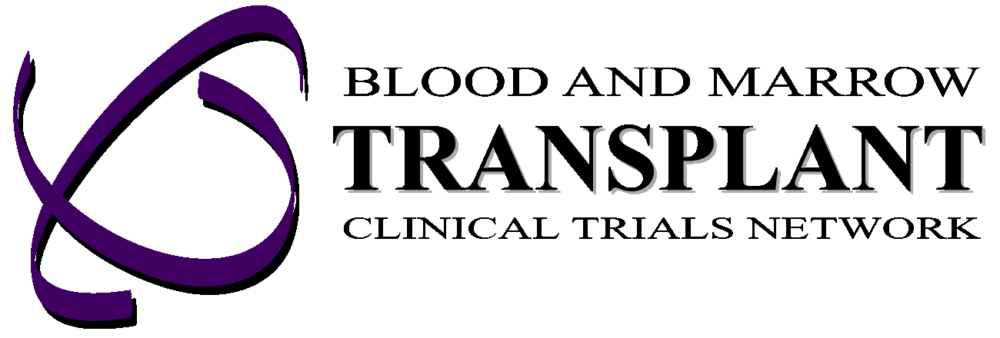 BLOOD AND MARROW
TRANSPLANT
CLINICAL TRIALS NETWORK